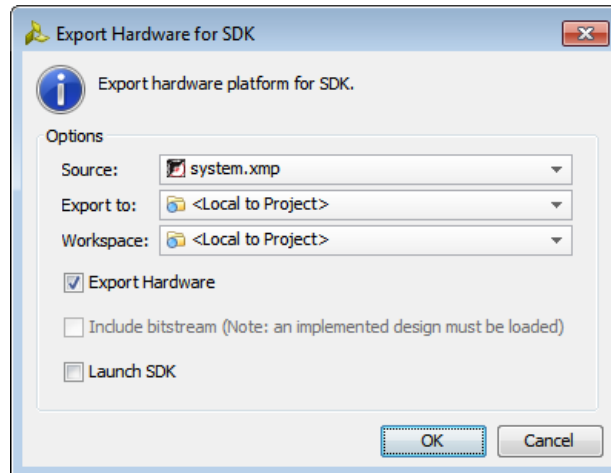 Export Hardware for SDK
Export hardware platform for SDK.
Options
Source: system.xmp
Export to: <Local to Project>
Workspace: <Local to Project>
Export Hardware
Include bitstream (Note: an implemented design must be loaded)
Launch SDK
OK Cancel